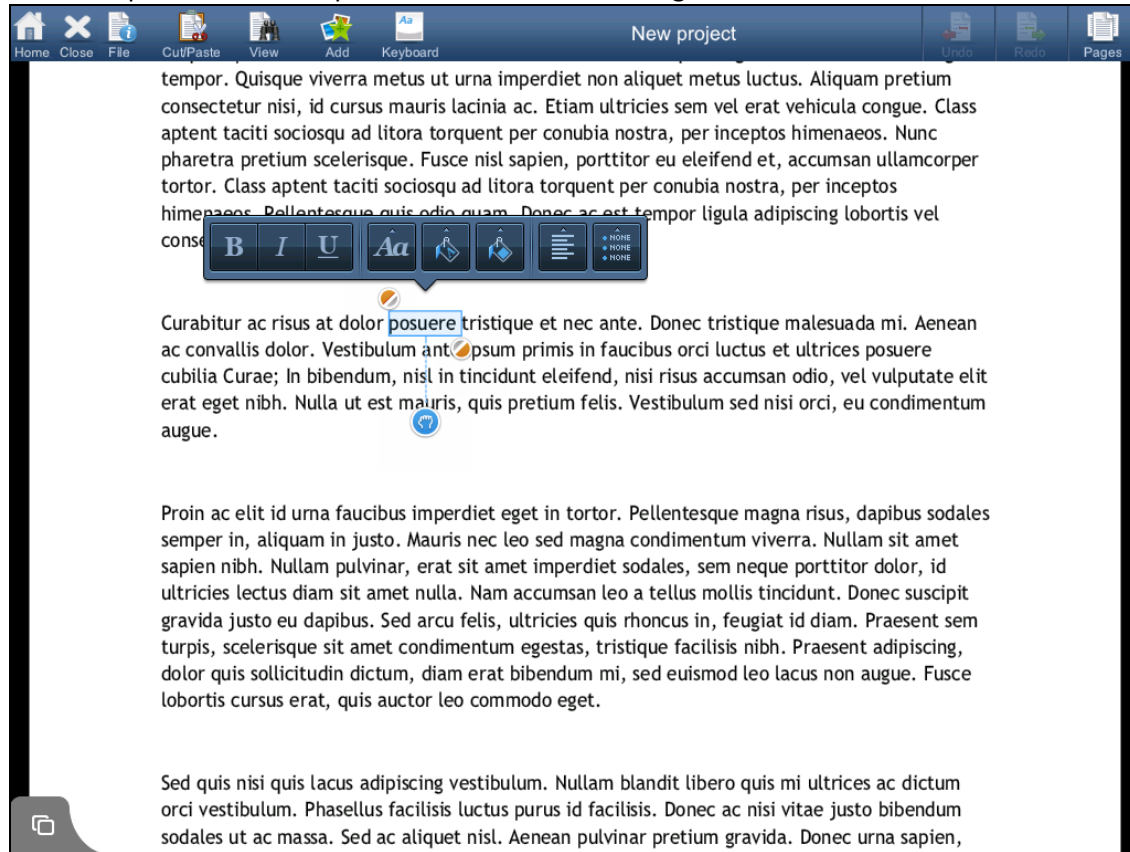 New project
Home Close File Cut/Paste View Add Keyboard Undo Redo Pages
Aa
tempor. Quisque viverra metus ut urna imperdiet non aliquet metus luctus. Aliquam pretium
consectetur nisi, id cursus mauris lacinia ac. Etiam ultricies sem vel erat vehicula congue. Class
aptent taciti sociosqu ad litora torquent per conubia nostra, per inceptos himenaeos. Nunc
pharetra pretium scelerisque. Fusce nisl sapien, porttitor eu eleifend et, accumsan ullamcorper
tortor. Class aptent taciti sociosqu ad litora torquent per conubia nostra, per inceptos
himenaeos. Pellentesque quis odio quam. Donec ac est tempor ligula adipiscing lobortis vel
conse
B I U Aa
NONE
NONE
NONE
Curabitur ac risus at dolor posuere tristique et nec ante. Donec tristique malesuada mi. Aenean
ac convallis dolor. Vestibulum ant psum primis in faucibus orci luctus et ultrices posuere
cubilia Curae; In bibendum, nisl in tincidunt eleifend, nisi risus accumsan odio, vel vulputate elit
erat eget nibh. Nulla ut est mauris, quis pretium felis. Vestibulum sed nisi orci, eu condimentum
augue.
Proin ac elit id urna faucibus imperdiet eget in tortor. Pellentesque magna risus, dapibus sodales
semper in, aliquam in justo. Mauris nec leo sed magna condimentum viverra. Nullam sit amet
sapien nibh. Nullam pulvinar, erat sit amet imperdiet sodales, sem neque porttitor dolor, id
ultricies lectus diam sit amet nulla. Nam accumsan leo a tellus mollis tincidunt. Donec suscipit
gravida justo eu dapibus. Sed arcu felis, ultricies quis rhoncus in, feugiat id diam. Praesent sem
turpis, scelerisque sit amet condimentum egestas, tristique facilisis nibh. Praesent adipiscing,
dolor quis sollicitudin dictum, diam erat bibendum mi, sed euismod leo lacus non augue. Fusce
lobortis cursus erat, quis auctor leo commodo eget.
Sed quis nisi quis lacus adipiscing vestibulum. Nullam blandit libero quis mi ultrices ac dictum
orci vestibulum. Phasellus facilisis luctus purus id facilisis. Donec ac nisi vitae justo bibendum
sodales ut ac massa. Sed ac aliquet nisl. Aenean pulvinar pretium gravida. Donec urna sapien,